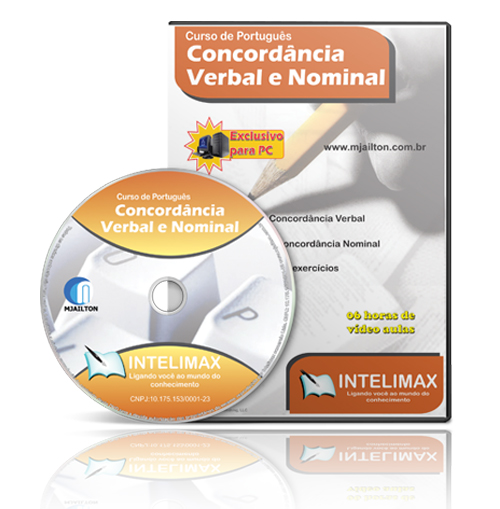 Curso de Português
Concordância
Verbal e Nominal
Exclusivo
para PC
www.mjailton.com.br
Concordância Verbal
oncordância Nominal
exercícios
06 horas de
vídeo aulas
INTELIMAX
Ligando você ao mundo do
conhecimento
Curso de Português
Concordância
Verbal e Nominal
MJAILTON
INTELIMAX
Ligando você ao mundo do
conhecimento
CNPJ:10.175.153/0001-23